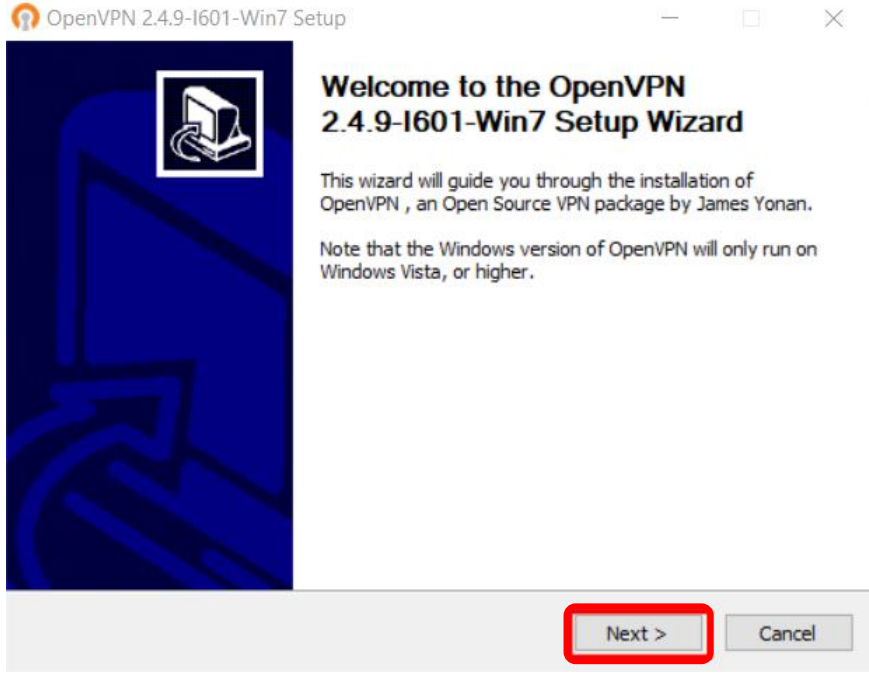 OpenVPN 2.4.9-I601-Win7 Setup
Welcome to the OpenVPN
2.4.9-I601-Win7 Setup Wizard
This wizard will guide you through the installation of
OpenVPN , an Open Source VPN package by James Yonan.
Note that the Windows version of OpenVPN will only run on
Windows Vista, or higher.
Next >
Cancel